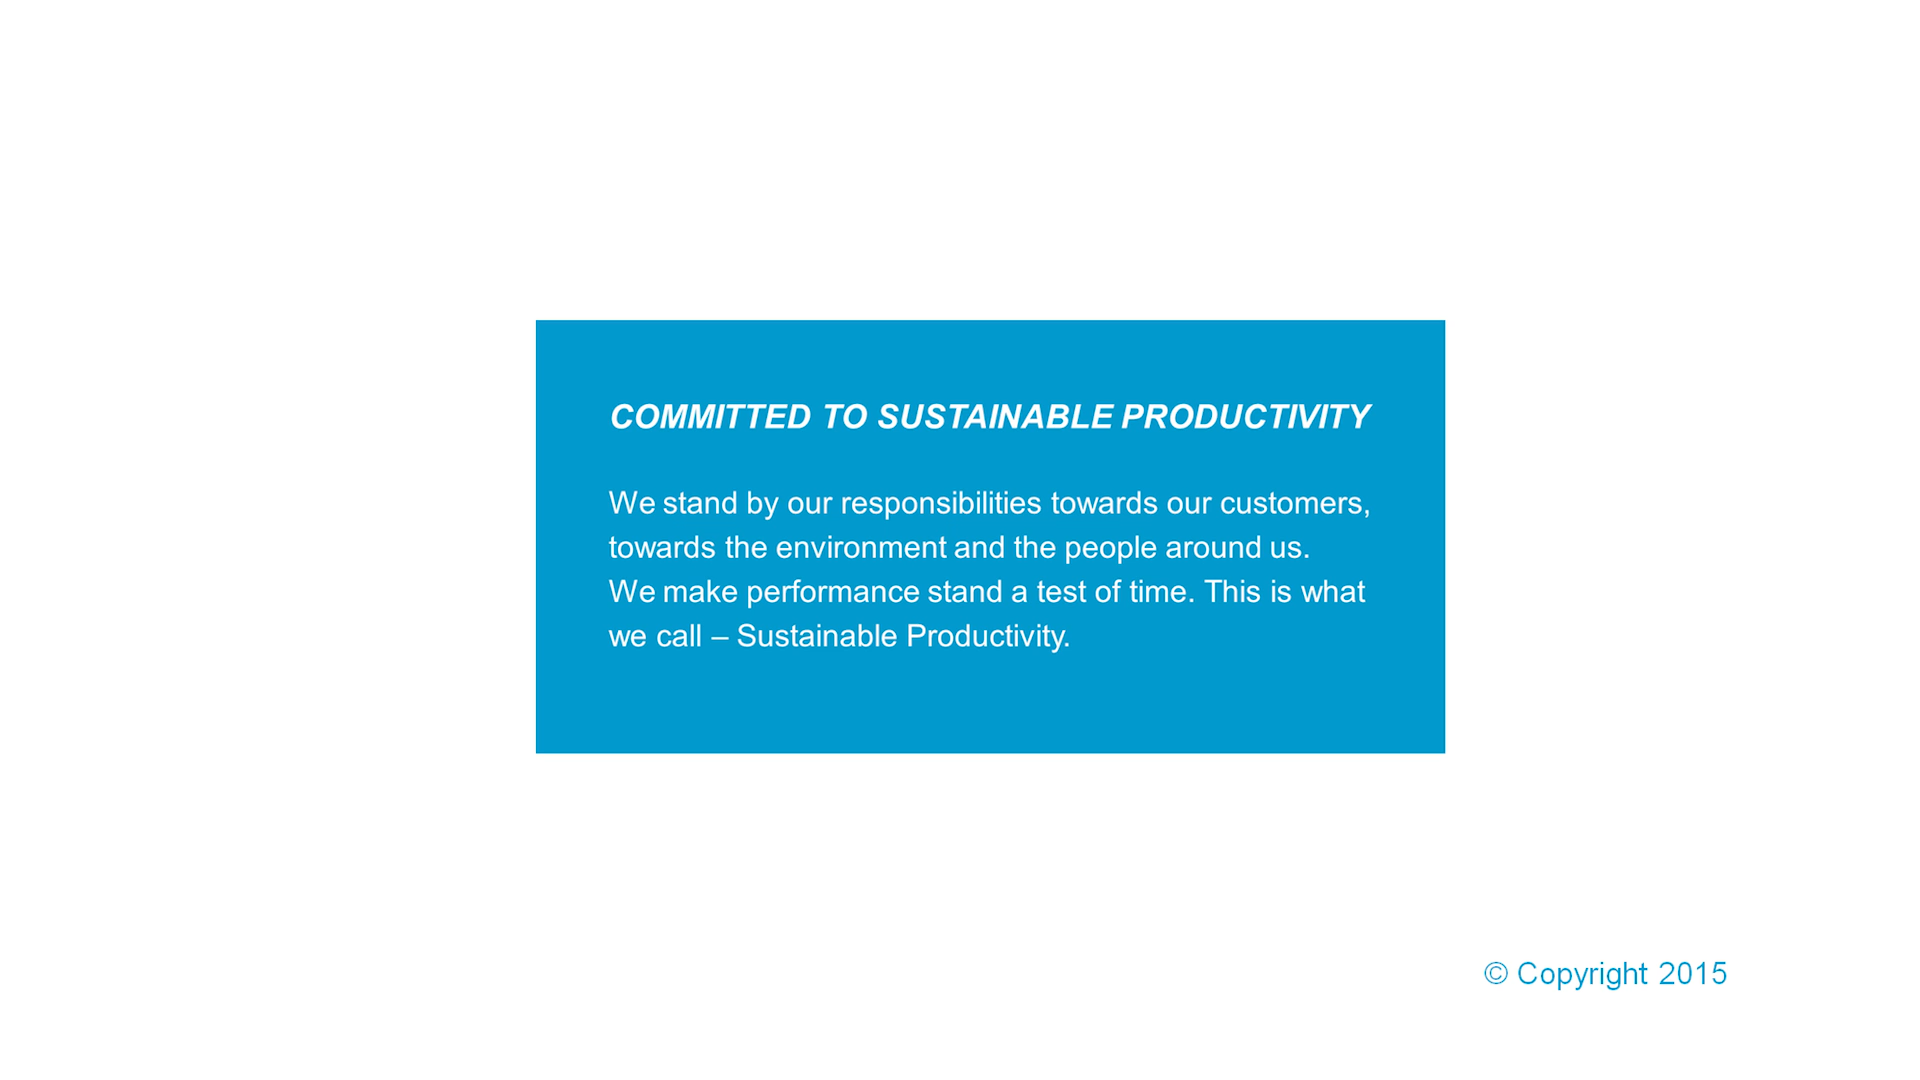 COMMITTED TO SUSTAINABLE PRODUCTIVITY
We stand by our responsibilities towards our customers,
towards the environment and the people around us.
We make performance stand a test of time. This is what
we call – Sustainable Productivity.
© Copyright 2015